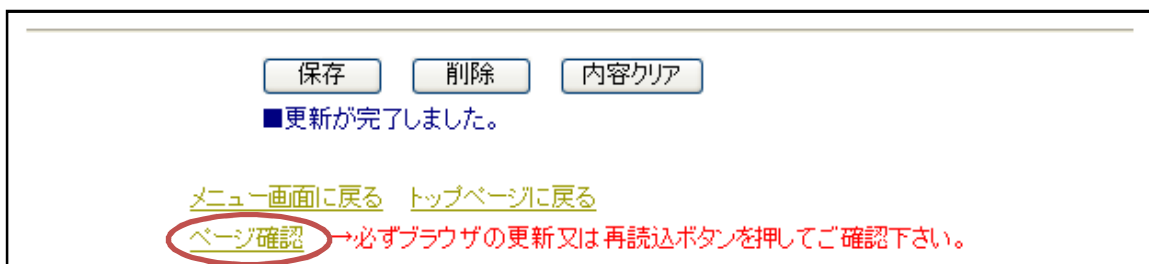 保存 削除 内容クリア
■更新が完了しました。
メニュー画面に戻る トップページに戻る
ページ確認 →必ずブラウザの更新又は再読込ボタンを押してご確認下さい。